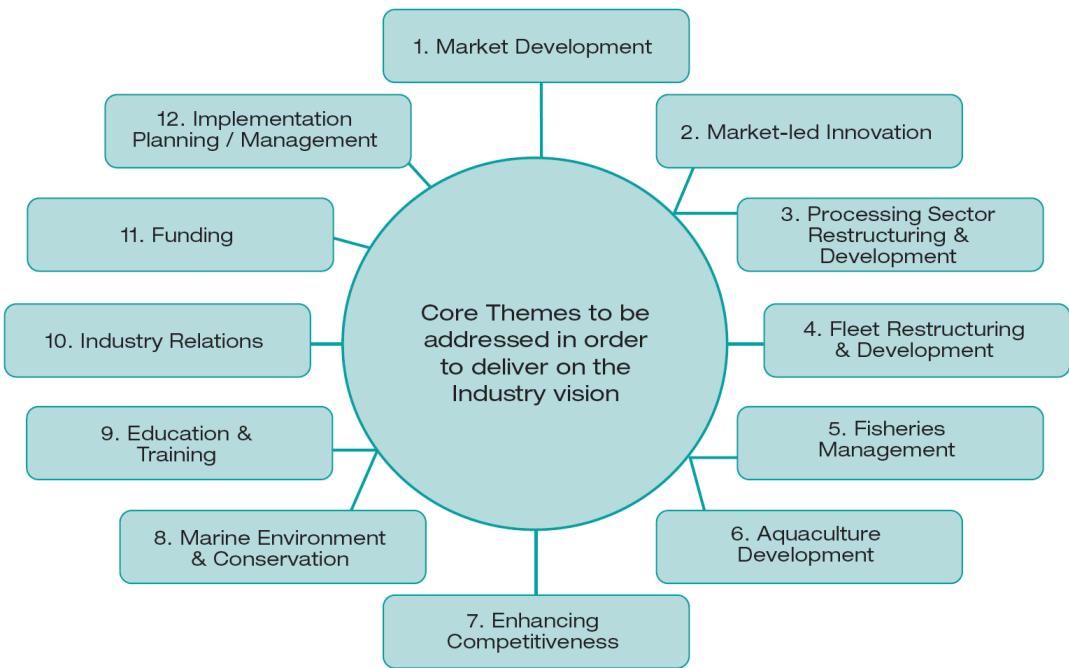 1. Market Development
12. Implementation
Planning / Management
2. Market-led Innovation
11. Funding
3. Processing Sector
Restructuring &
Development
Core Themes to be
addressed in order
to deliver on the
Industry vision
10. Industry Relations
4. Fleet Restructuring
& Development
9. Education &
Training
5. Fisheries
Management
8. Marine Environment
& Conservation
6. Aquaculture
Development
7. Enhancing
Competitiveness